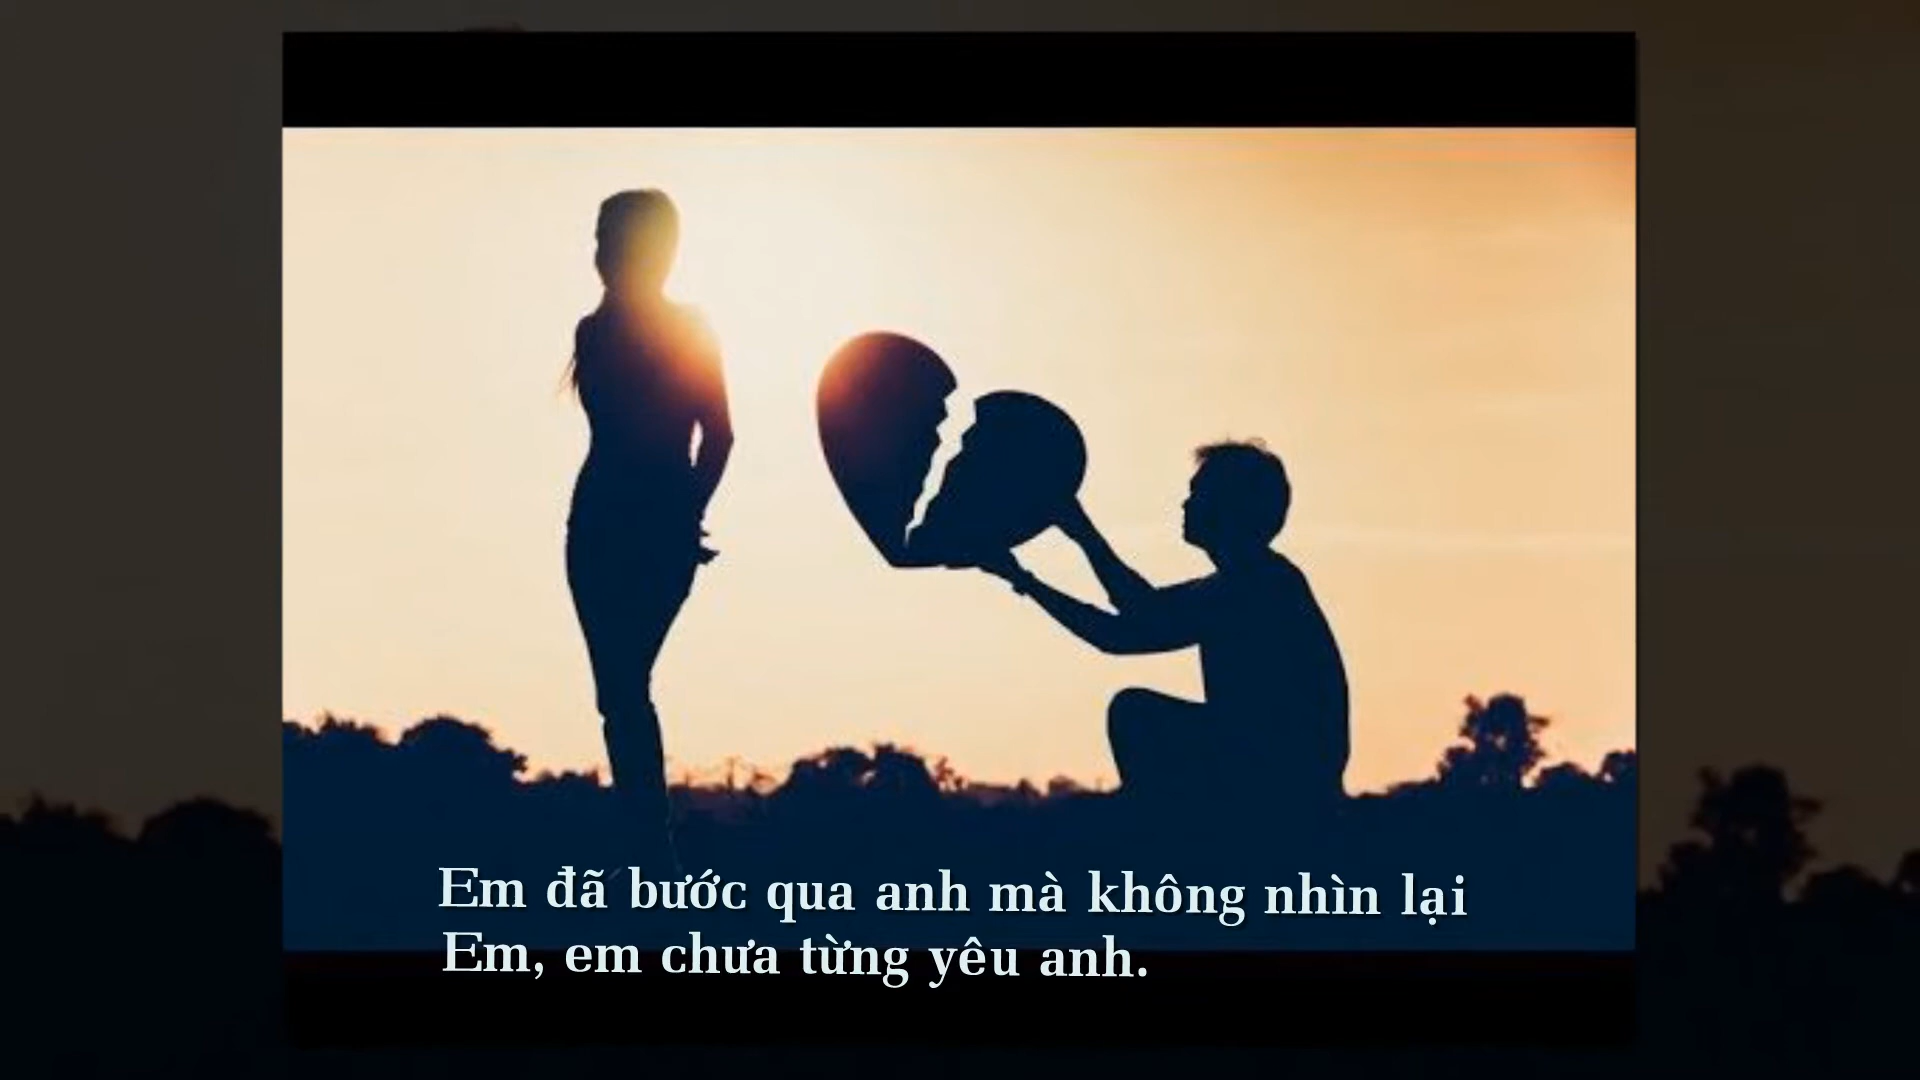 Em đã bước qua anh mà không nhìn lại
Em, em chưa từng yêu anh.